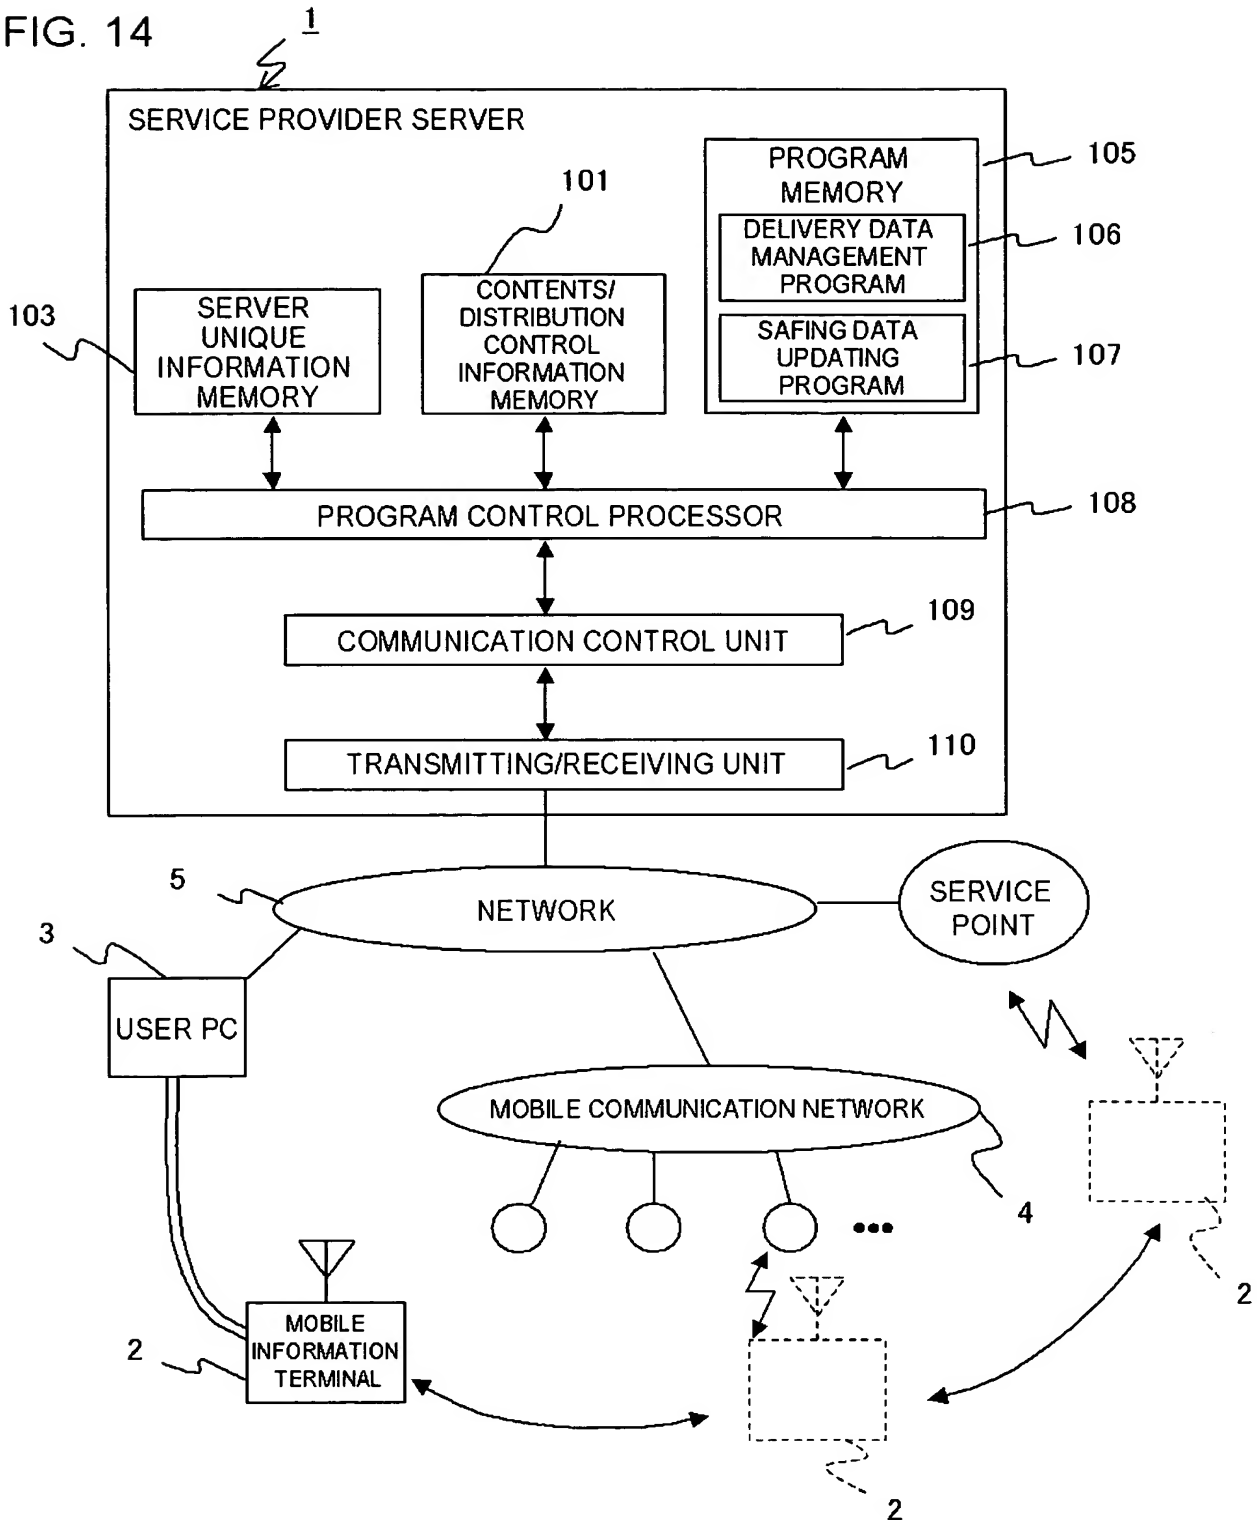 FIG. 14
1
SERVICE PROVIDER SERVER
PROGRAM
MEMORY
105
DELIVERY DATA
MANAGEMENT
PROGRAM
106
SAFING DATA
UPDATING
PROGRAM
107
101
CONTENTS/
DISTRIBUTION
CONTROL
INFORMATION
MEMORY
103
SERVER
UNIQUE
INFORMATION
MEMORY
PROGRAM CONTROL PROCESSOR
108
COMMUNICATION CONTROL UNIT
109
TRANSMITTING/RECEIVING UNIT
110
5
NETWORK
SERVICE
POINT
3
USER PC
MOBILE COMMUNICATION NETWORK
4
2
MOBILE
INFORMATION
TERMINAL
2
2